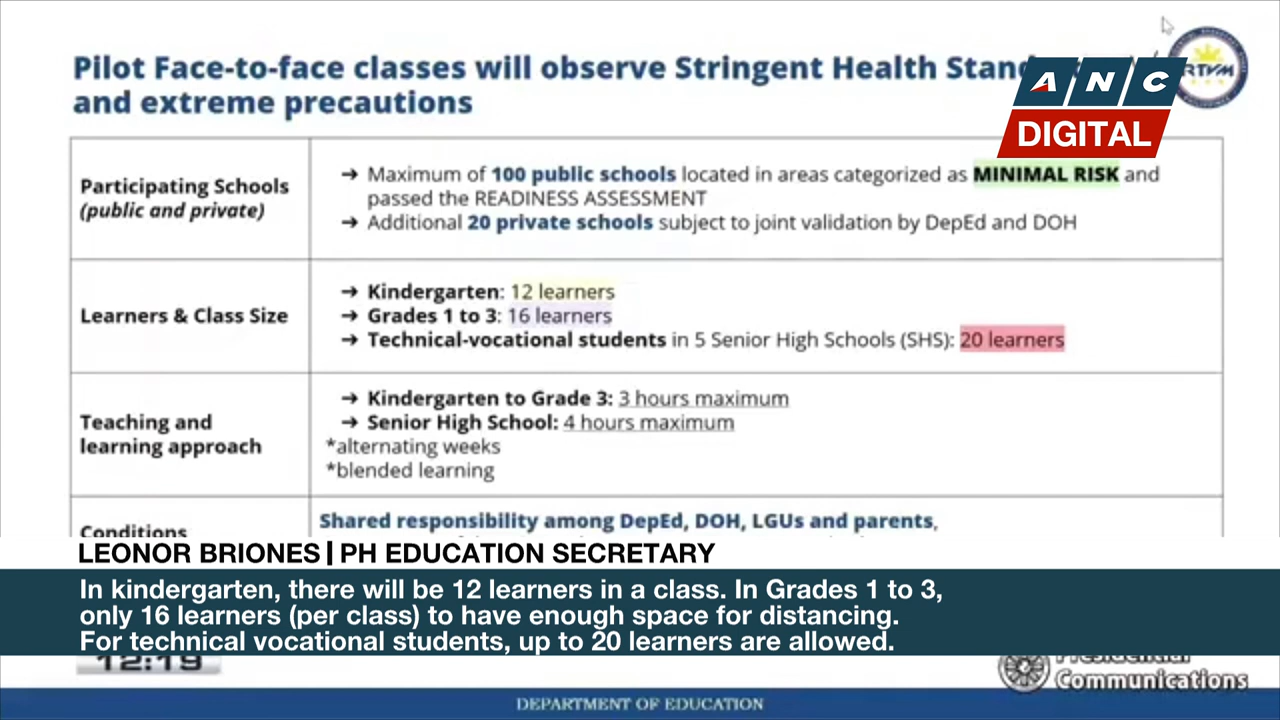 Pilot Face-to-face classes will observe Stringent Health
and extreme precautions
RTVM
ANC
DIGITAL
Participating Schools
(public and private)
➔ Maximum of 100 public schools located in areas categorized as MINIMAL RISK and
passed the READINESS ASSESSMENT
➔ Additional 20 private schools subject to joint validation by DepEd and DOH
Learners & Class Size
➔ Kindergarten: 12 learners
➔ Grades 1 to 3: 16 learners
➔ Technical-vocational students in 5 Senior High Schools (SHS): 20 learners
Teaching and
learning approach
➔ Kindergarten to Grade 3: 3 hours maximum
➔ Senior High School: 4 hours maximum
*alternating weeks
*blended learning
Conditions
Shared responsibility among DepEd, DOH, LGUs and parents,
LEONOR BRIONES | PH EDUCATION SECRETARY
In kindergarten, there will be 12 learners in a class. In Grades 1 to 3,
only 16 learners (per class) to have enough space for distancing.
For technical vocational students, up to 20 learners are allowed.
12:19
Presidential
Communications
DEPARTMENT OF EDUCATION